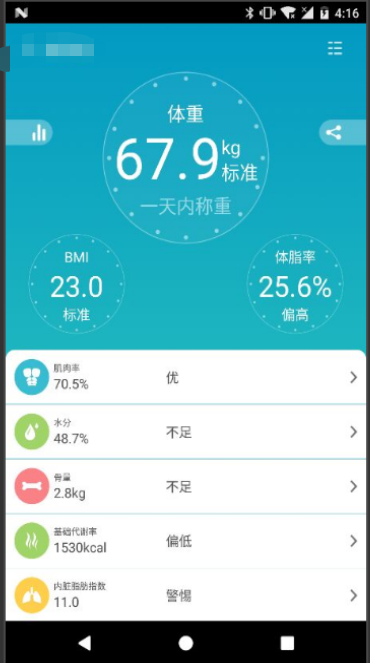 4:16
体重
67.9 kg
标准
一天内称重
BMI
23.0
标准
体脂率
25.6%
偏高
肌肉率
70.5%
优
水分
48.7%
不足
骨量
2.8kg
不足
基础代谢率
1530kcal
偏低
内脏脂肪指数
11.0
警惕